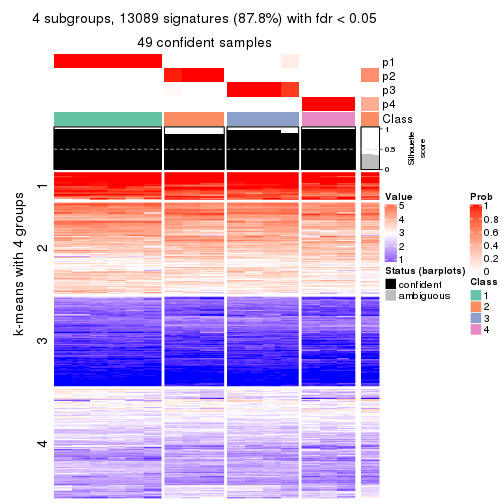 4 subgroups, 13089 signatures (87.8%) with fdr < 0.05
49 confident samples
p1
p2
p3
p4
Class
1
0.5
0
Silhouette
score
k-means with 4 groups
1
2
3
4
Value
5
4
3
2
1
Status (barplots)
confident
ambiguous
Prob
1
0.8
0.6
0.4
0.2
0
Class
1
2
3
4